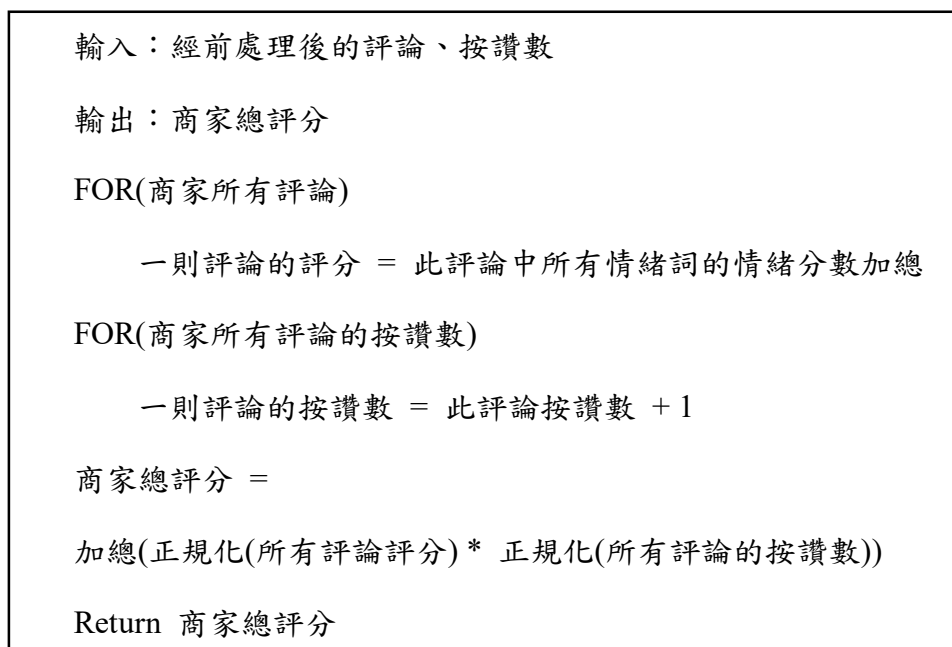 輸入：經前處理後的評論、按讚數
輸出：商家總評分
FOR(商家所有評論)
一則評論的評分 = 此評論中所有情緒詞的情緒分數加總
FOR(商家所有評論的按讚數)
一則評論的按讚數 = 此評論按讚數 + 1
商家總評分 =
加總(正規化(所有評論評分) * 正規化(所有評論的按讚數))
Return 商家總評分